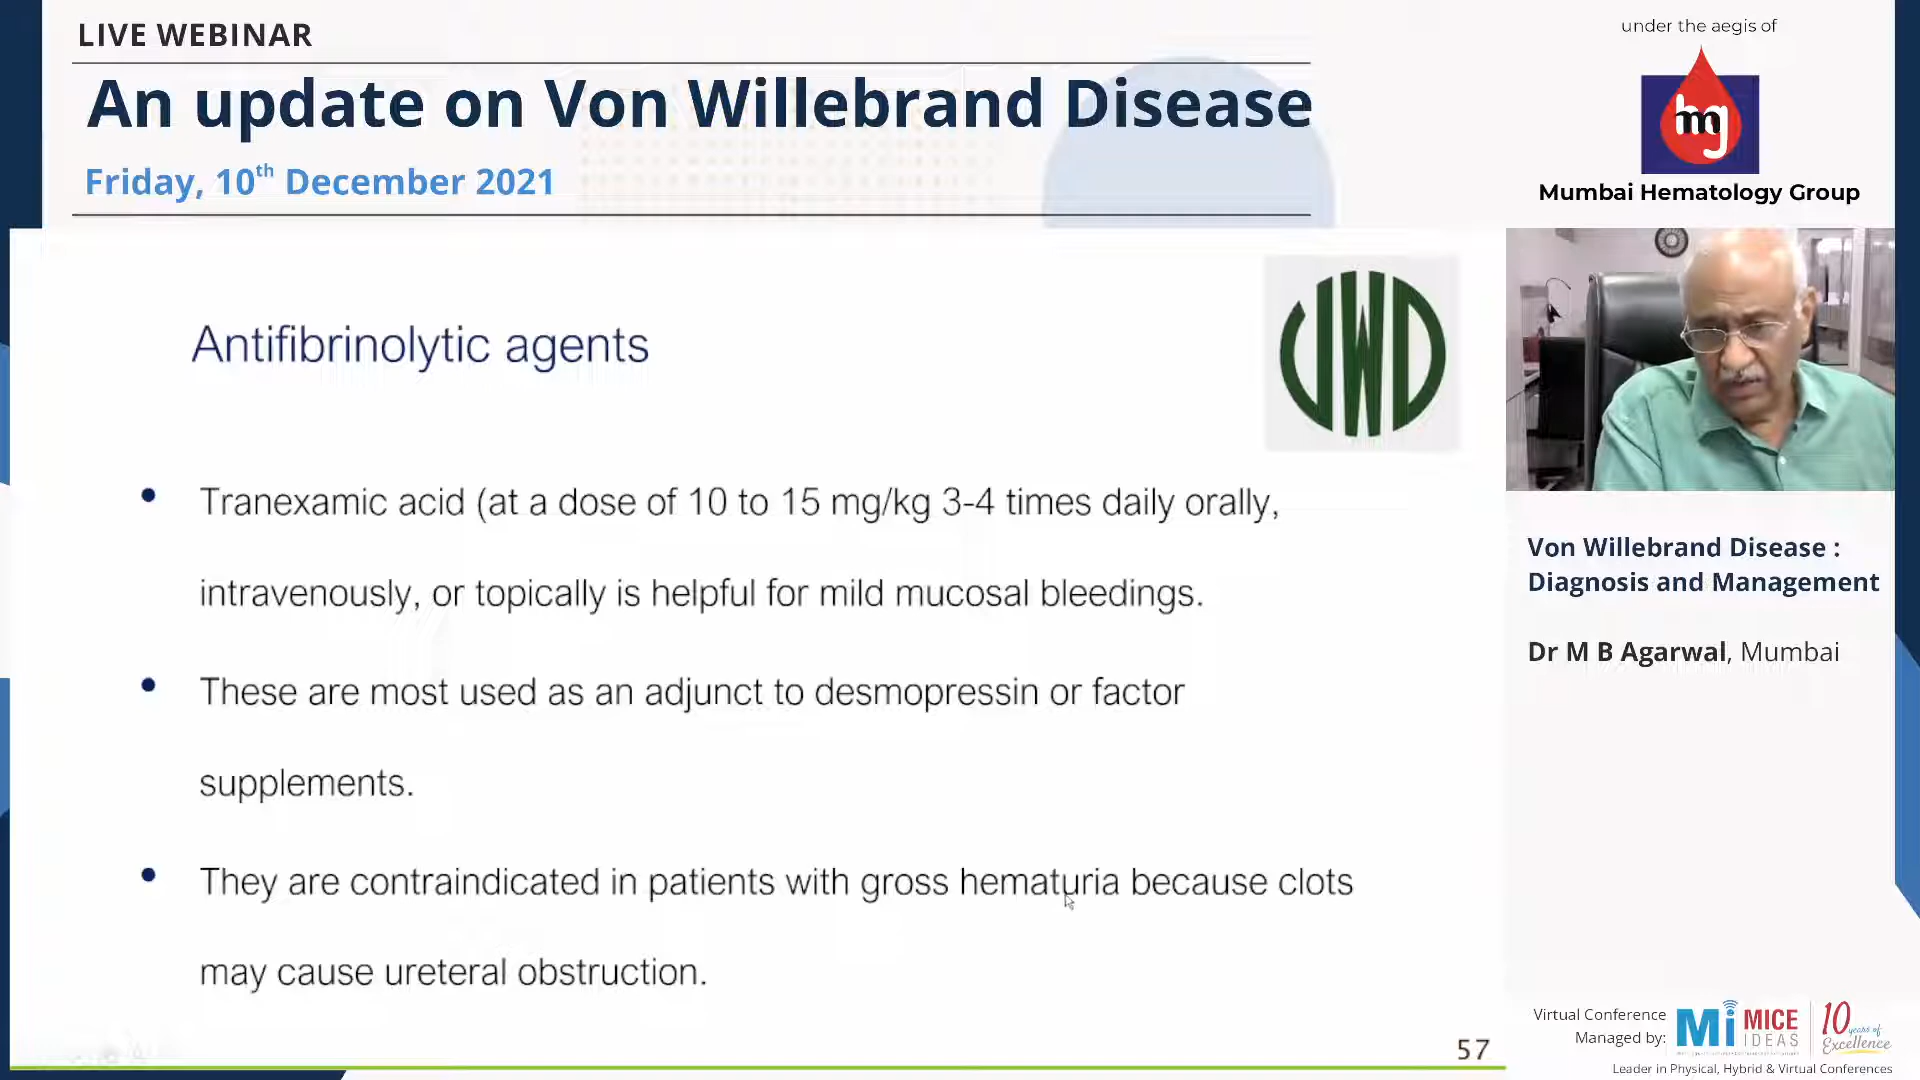 LIVE WEBINAR
An update on Von Willebrand Disease
Friday, 10th December 2021
under the aegis of
hmg
Mumbai Hematology Group
VWD
Antifibrinolytic agents
• Tranexamic acid (at a dose of 10 to 15 mg/kg 3-4 times daily orally,
intravenously, or topically is helpful for mild mucosal bleedings.
• These are most used as an adjunct to desmopressin or factor
supplements.
• They are contraindicated in patients with gross hematuria because clots
may cause ureteral obstruction.
57
Von Willebrand Disease :
Diagnosis and Management
Dr M B Agarwal, Mumbai
Virtual Conference
Managed by:
Mi MICE
IDEAS
10 years of
Excellence
Leader in Physical, Hybrid & Virtual Conferences